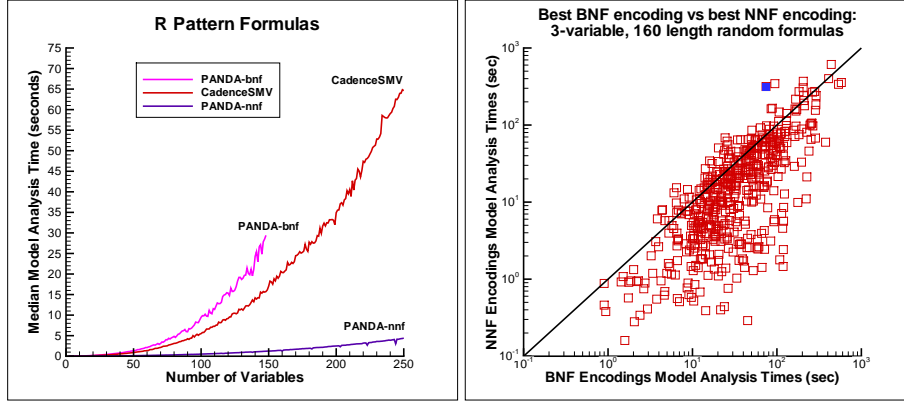 R Pattern Formulas
Median Model Analysis Time (seconds)
75
70
65
60
55
50
45
40
35
30
25
20
15
10
5
0
PANDA-bnf
CadenceSMV
PANDA-nnf
CadenceSMV
PANDA-bnf
PANDA-nnf
0 50 100 150 200 250
Number of Variables
Best BNF encoding vs best NNF encoding:
3-variable, 160 length random formulas
NNF Encodings Model Analysis Times (sec)
10³
10²
10¹
10⁰
10⁻¹
10⁻¹ 10⁰ 10¹ 10² 10³
BNF Encodings Model Analysis Times (sec)